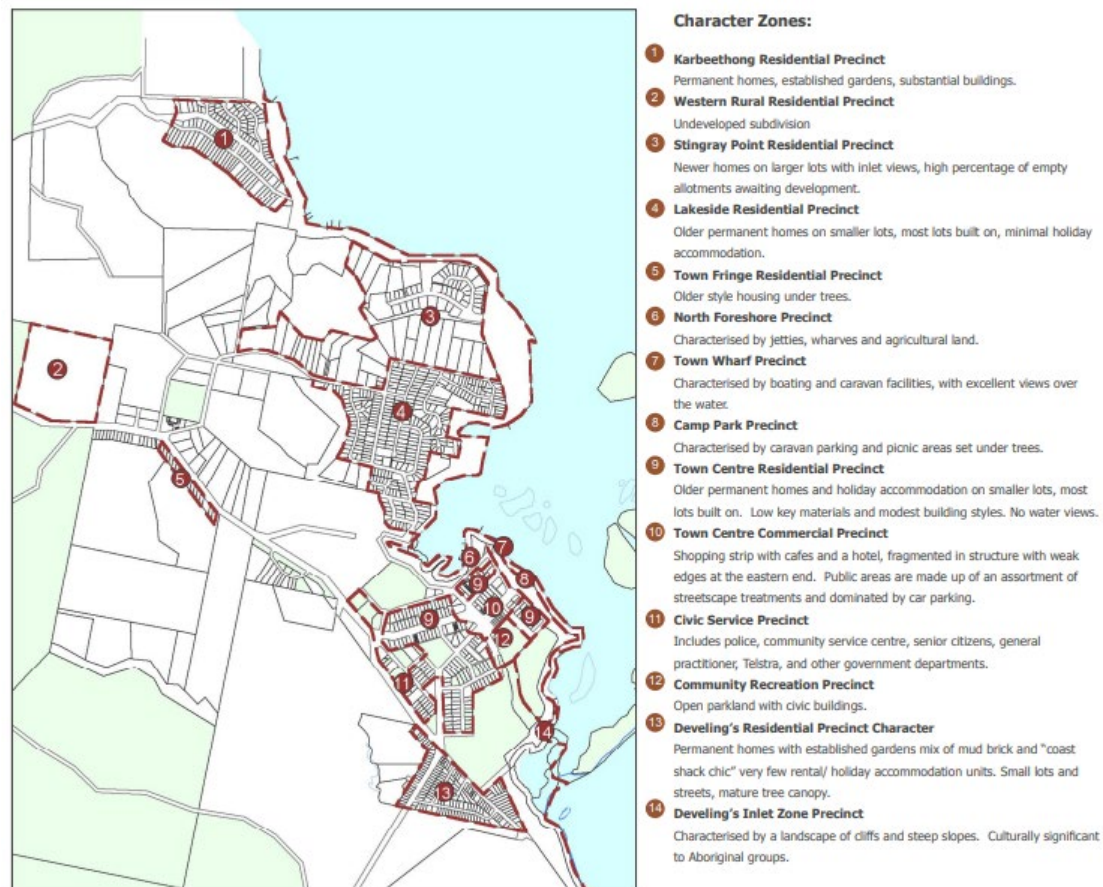 1
2
3
4
5
6
7
8
9
9
10
9
12
11
14
13
Character Zones:
1 Karbeethong Residential Precinct
Permanent homes, established gardens, substantial buildings.
2 Western Rural Residential Precinct
Undeveloped subdivision
3 Stingray Point Residential Precinct
Newer homes on larger lots with inlet views, high percentage of empty
allotments awaiting development.
4 Lakeside Residential Precinct
Older permanent homes on smaller lots, most lots built on, minimal holiday
accommodation.
5 Town Fringe Residential Precinct
Older style housing under trees.
6 North Foreshore Precinct
Characterised by jetties, wharves and agricultural land.
7 Town Wharf Precinct
Characterised by boating and caravan facilities, with excellent views over
the water.
8 Camp Park Precinct
Characterised by caravan parking and picnic areas set under trees.
9 Town Centre Residential Precinct
Older permanent homes and holiday accommodation on smaller lots, most
lots built on. Low key materials and modest building styles. No water views.
10 Town Centre Commercial Precinct
Shopping strip with cafes and a hotel, fragmented in structure with weak
edges at the eastern end. Public areas are made up of an assortment of
streetscape treatments and dominated by car parking.
11 Civic Service Precinct
Includes police, community service centre, senior citizens, general
practitioner, Telstra, and other government departments.
12 Community Recreation Precinct
Open parkland with civic buildings.
13 Develing's Residential Precinct Character
Permanent homes with established gardens mix of mud brick and "coast
shack chic" very few rental/ holiday accommodation units. Small lots and
streets, mature tree canopy.
14 Develing's Inlet Zone Precinct
Characterised by a landscape of cliffs and steep slopes. Culturally significant
to Aboriginal groups.